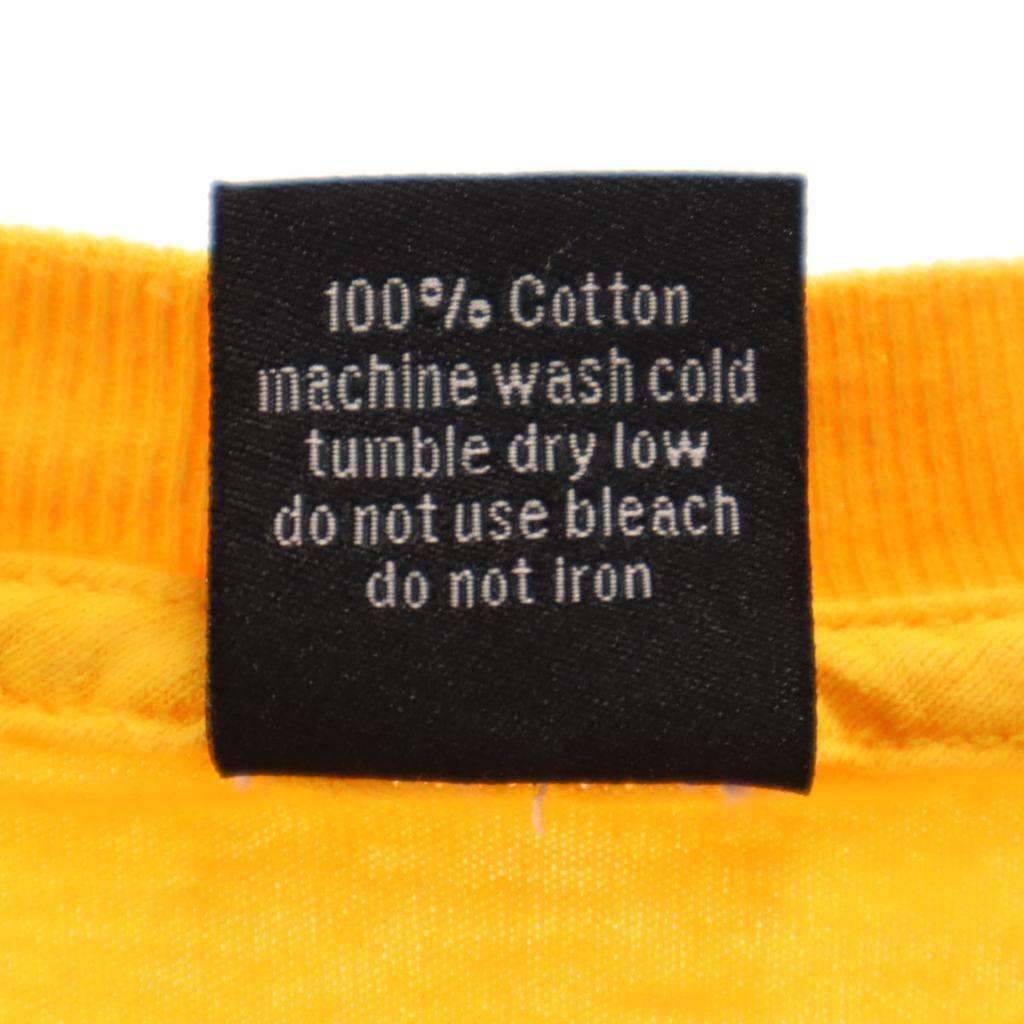 100% Cotton
machine wash cold
tumble dry low
do not use bleach
do not iron